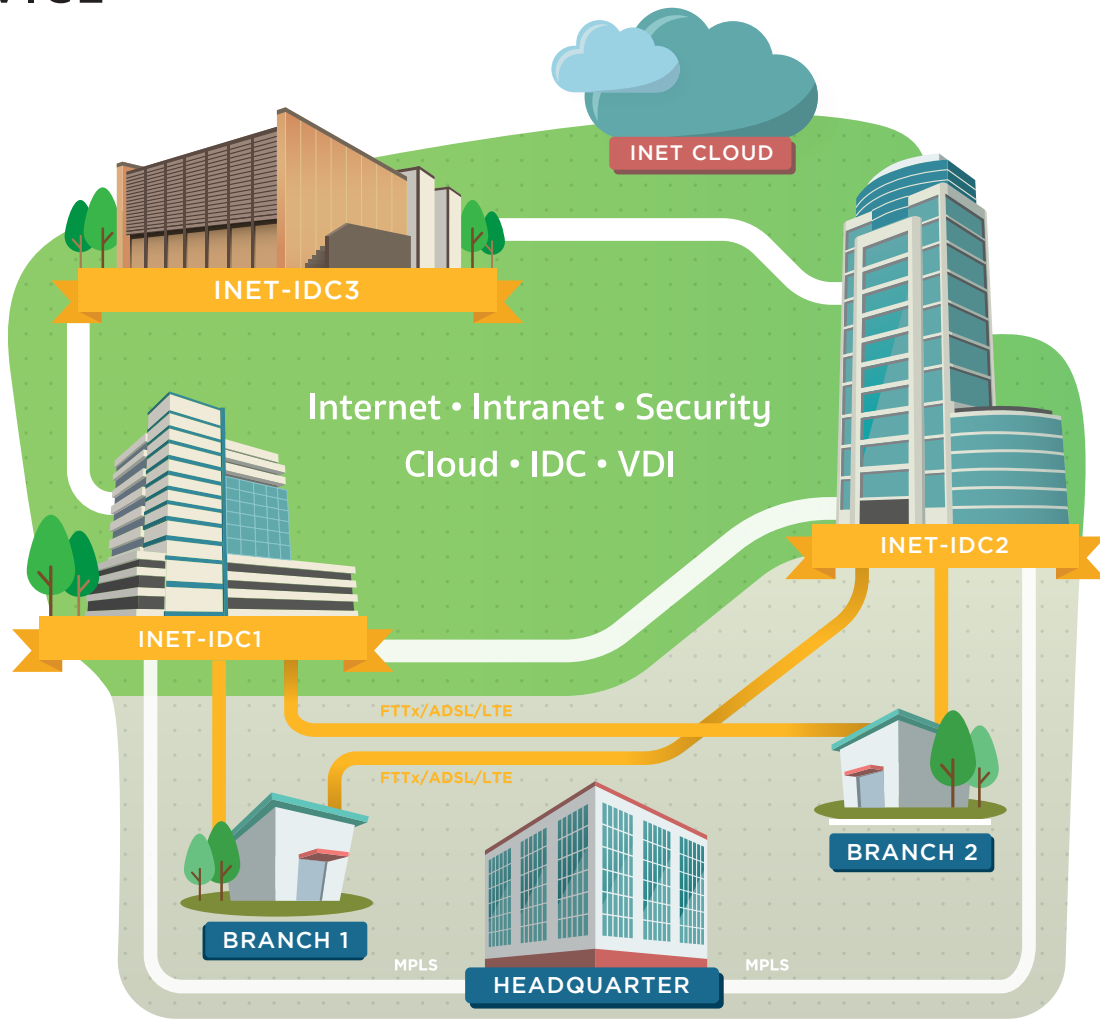 INET CLOUD
INET-IDC3
Internet • Intranet • Security
Cloud • IDC • VDI
INET-IDC2
INET-IDC1
FTTx/ADSL/LTE
FTTx/ADSL/LTE
BRANCH 2
BRANCH 1
MPLS
MPLS
HEADQUARTER